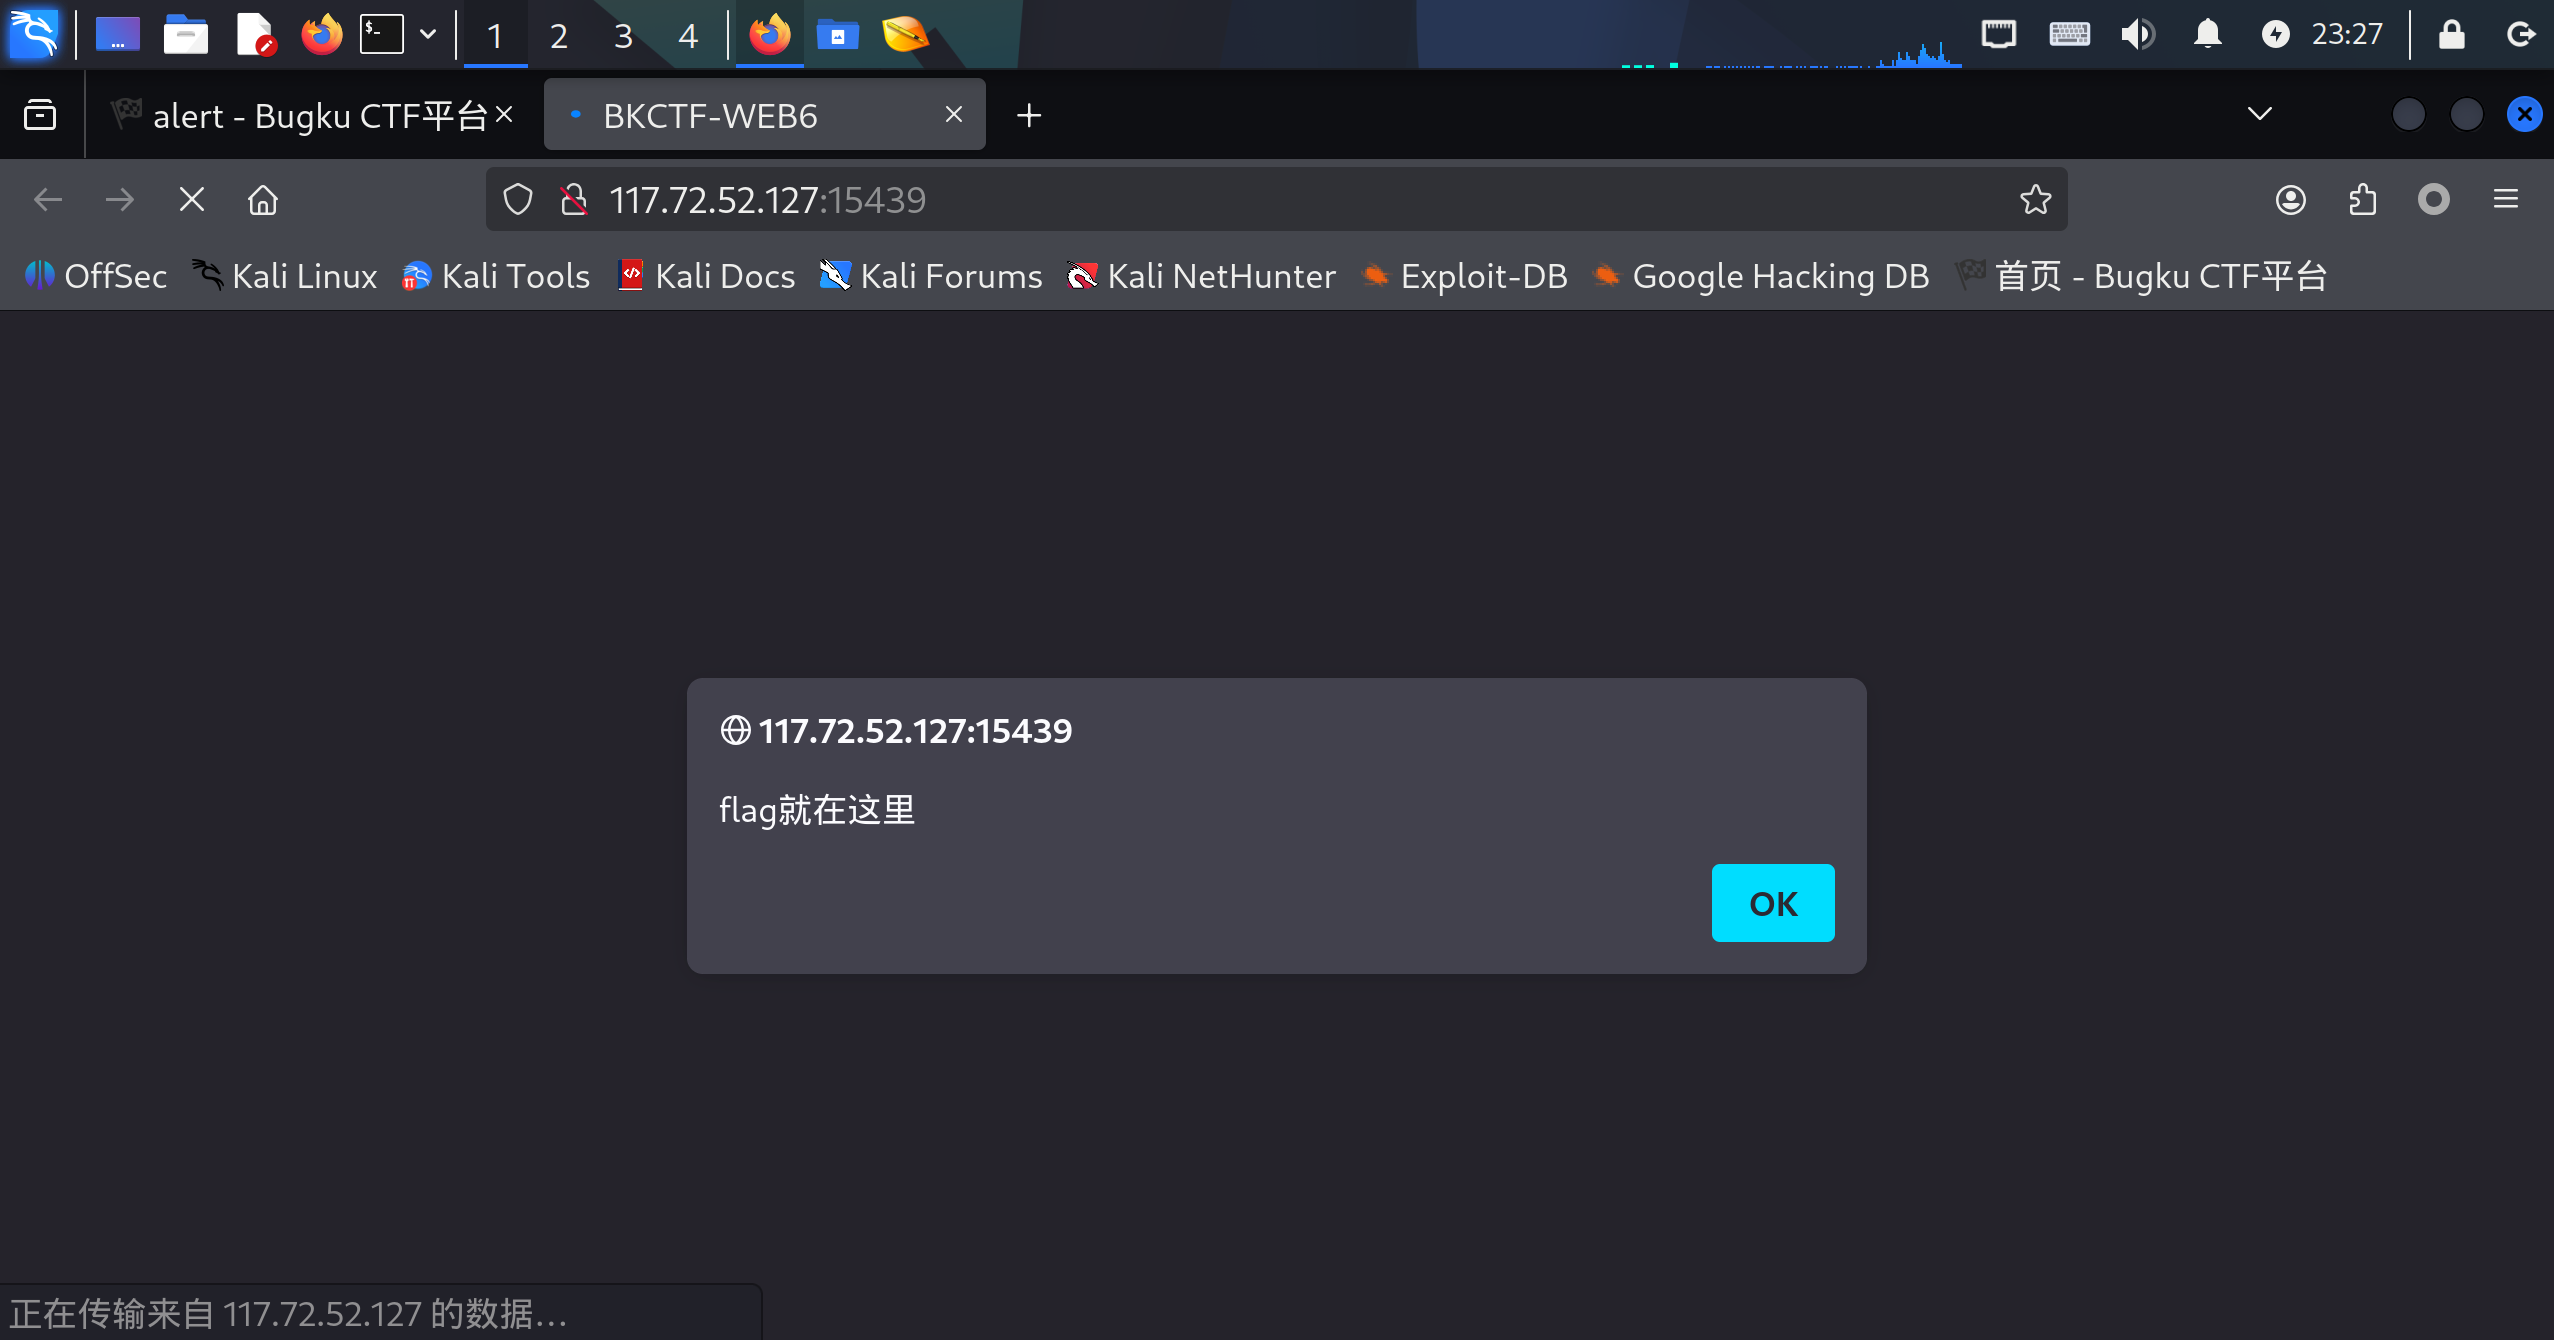 $-
1 2 3 4
23:27
alert - Bugku CTF平台
BKCTF-WEB6
117.72.52.127:15439
OffSec Kali Linux Kali Tools Kali Docs Kali Forums Kali NetHunter Exploit-DB Google Hacking DB 首页 - Bugku CTF平台
117.72.52.127:15439
flag就在这里
OK
正在传输来自 117.72.52.127 的数据…